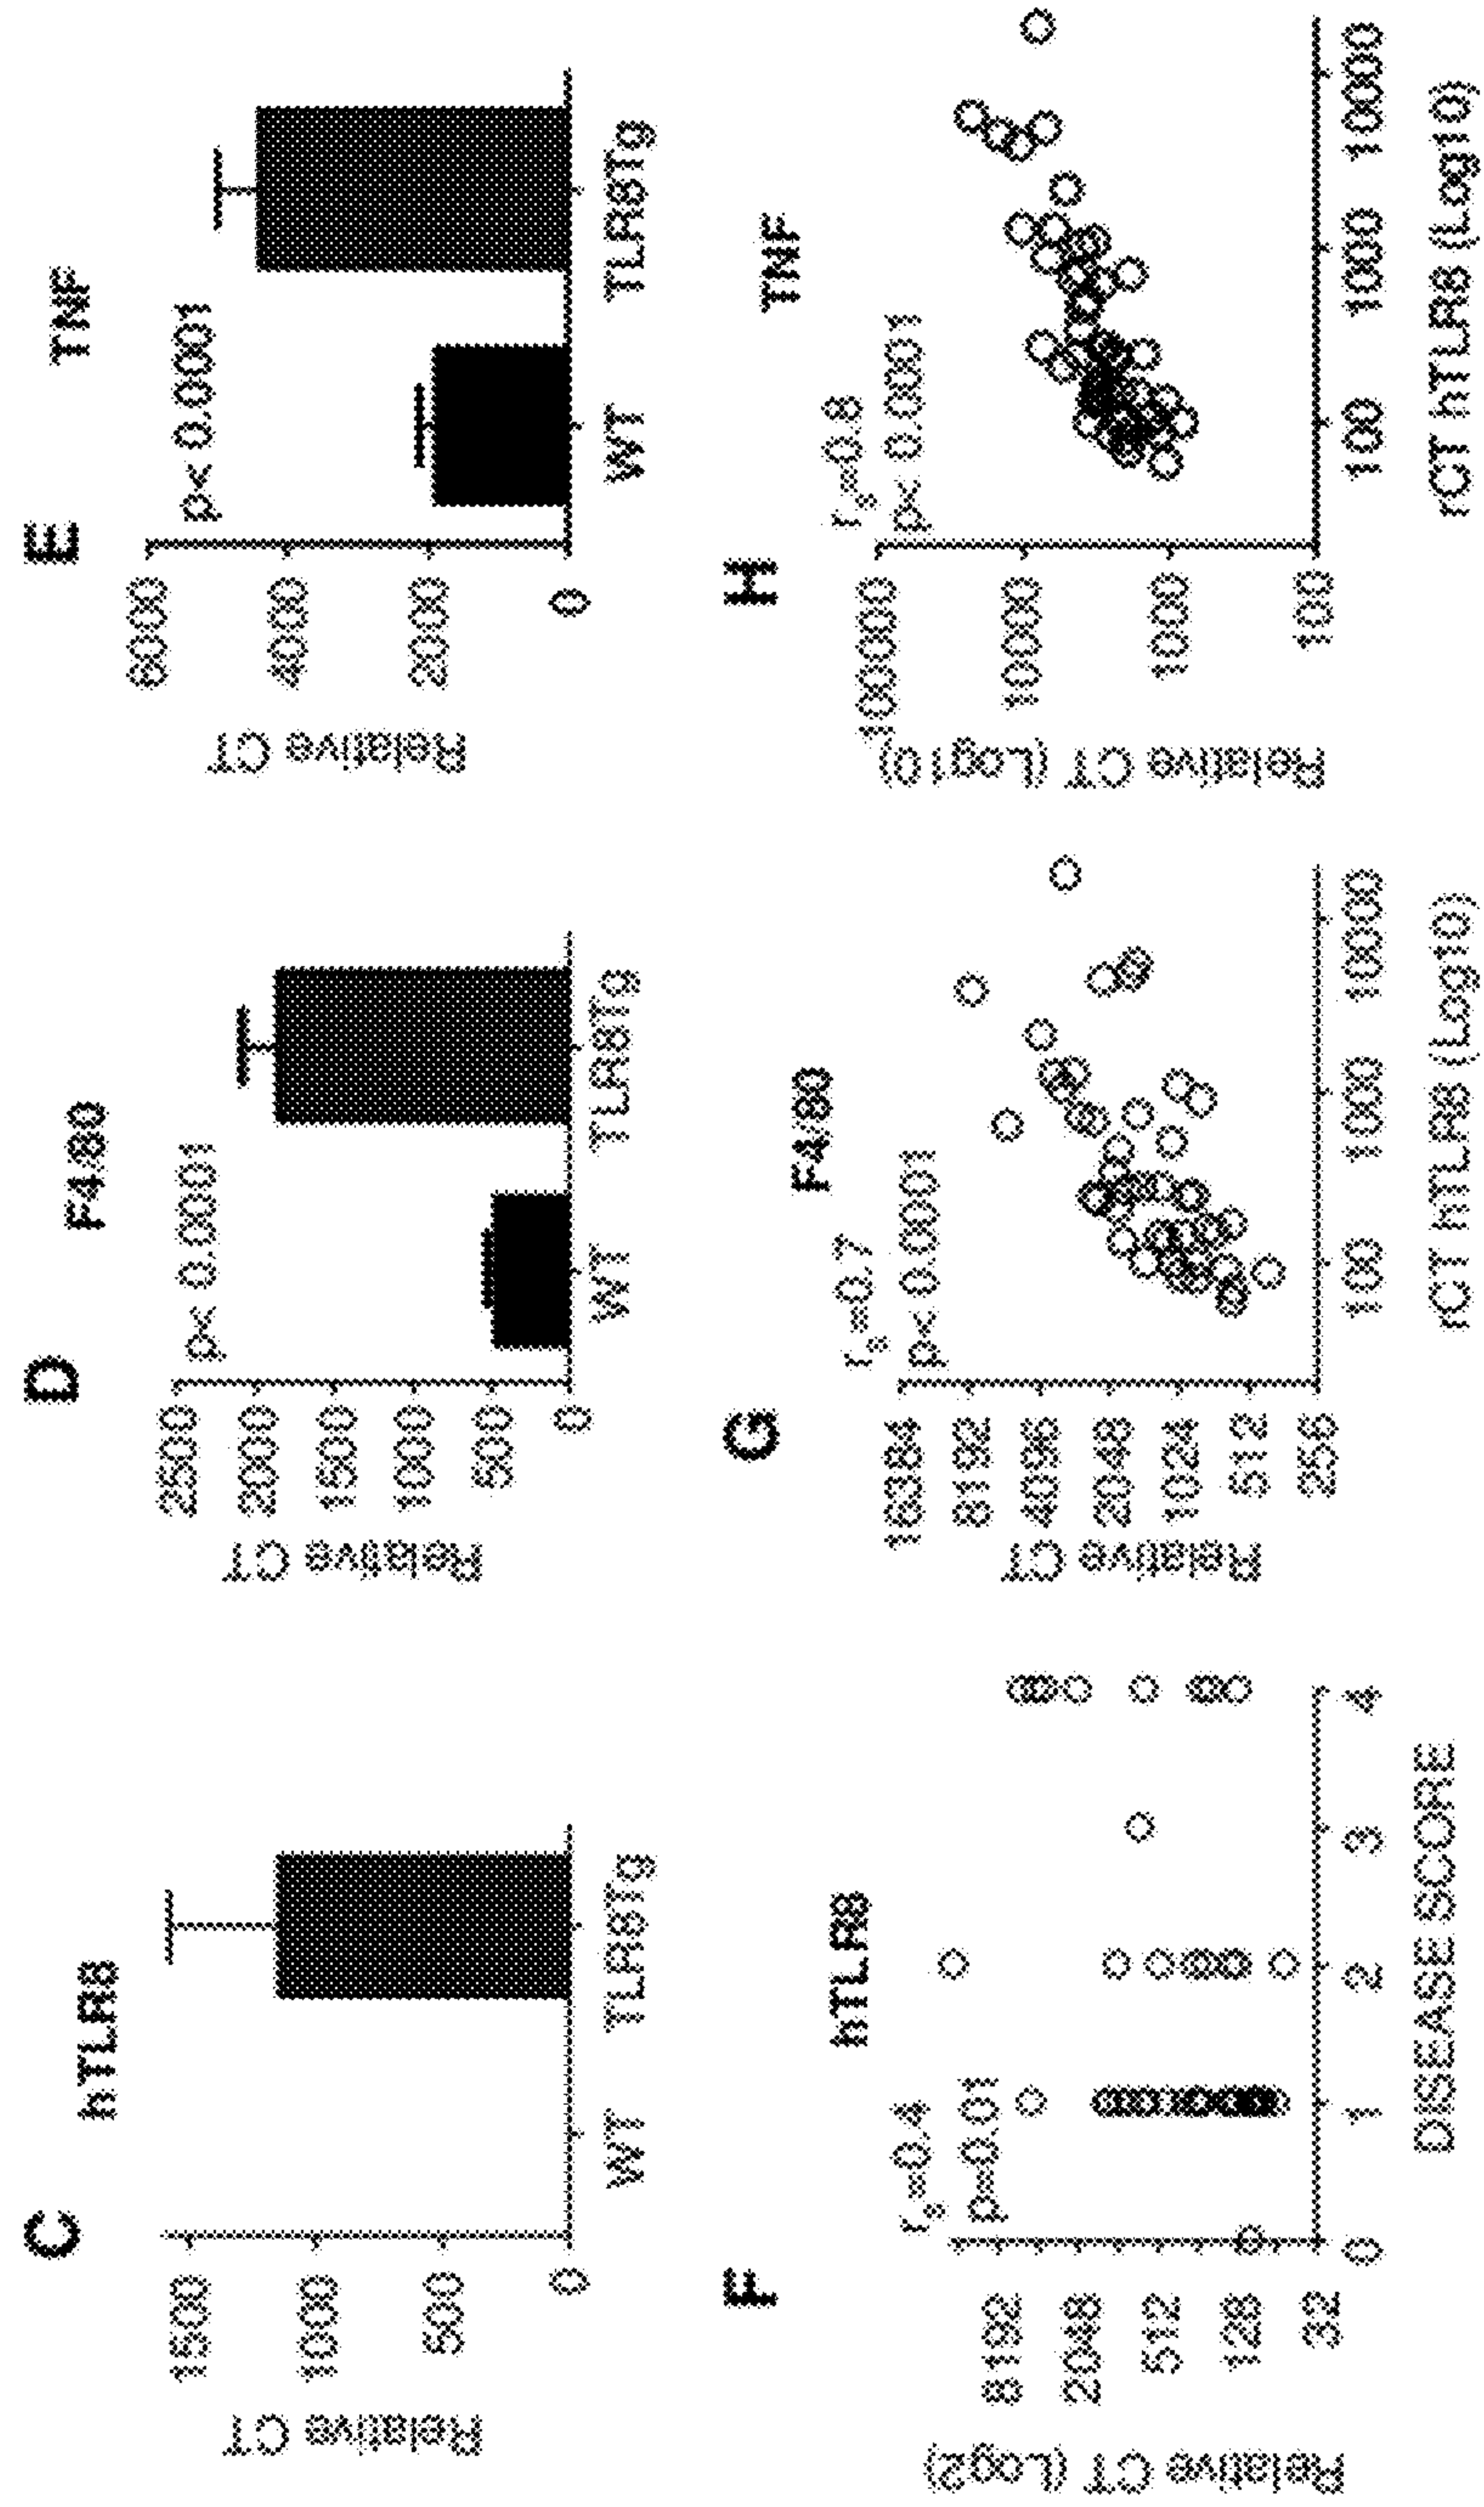 C
hTLR8
Relative CT
1500
1000
500
0
WT
TLR8Tg
D
F4/80
p< 0.0001
Relative CT
2500
2000
1500
1000
500
0
WT
TLR8Tg
E
TNF
p< 0.0001
Relative CT
6000
4000
2000
0
WT
TLR8Tg
F
hTLR8
rs=0.4
p=0.01
Relative CT (Log2)
8192
2048
512
128
32
0
1
2
3
4
DISEASE SCORE
G
F4/80
rs=0.7
p< 0.0001
Relative CT
16384
8192
4096
2048
1024
512
256
100
1000
10000
rCT hTLR8 (Log10)
H
TNF
rs=0.8
p< 0.0001
Relative CT (Log10)
100000
10000
1000
100
100
1000
10000
rCT hTLR8 (Log10)